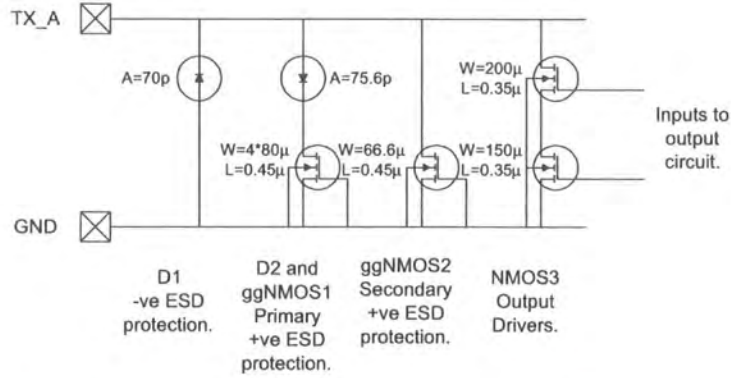 TX_A
A=70p
A=75.6p
W=200µ
L=0.35µ
Inputs to
output
circuit.
W=4*80µ
L=0.45µ
W=66.6µ
L=0.45µ
W=150µ
L=0.35µ
GND
D1
-ve ESD
protection.
D2 and
ggNMOS1
Primary
+ve ESD
protection.
ggNMOS2
Secondary
+ve ESD
protection.
NMOS3
Output
Drivers.